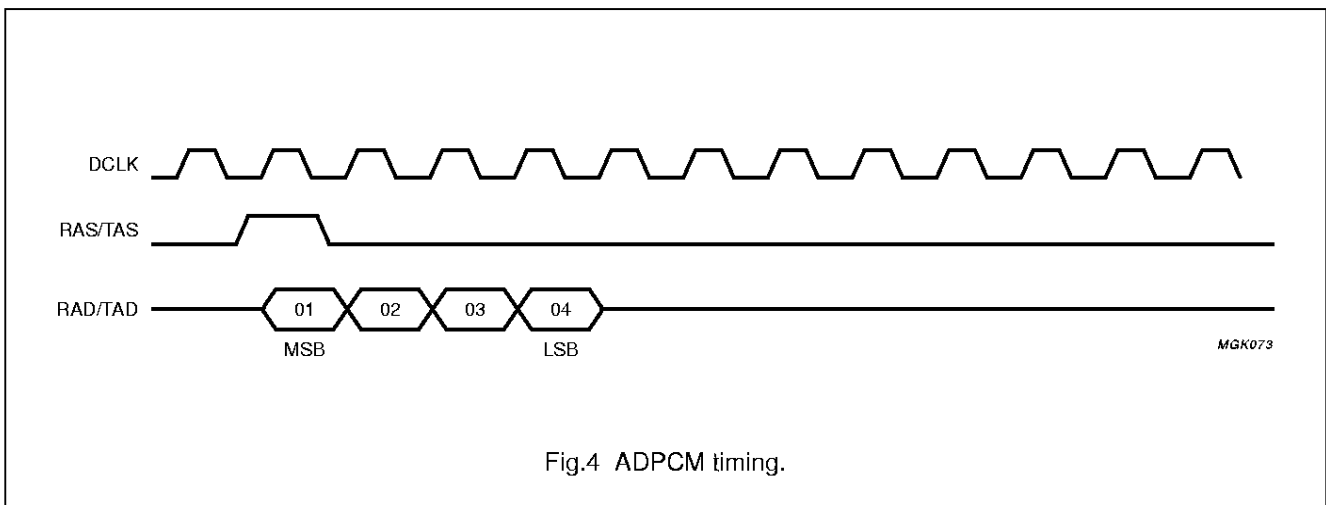 DCLK
RAS/TAS
RAD/TAD 01 02 03 04
MSB LSB
MGK073
Fig.4 ADPCM timing.